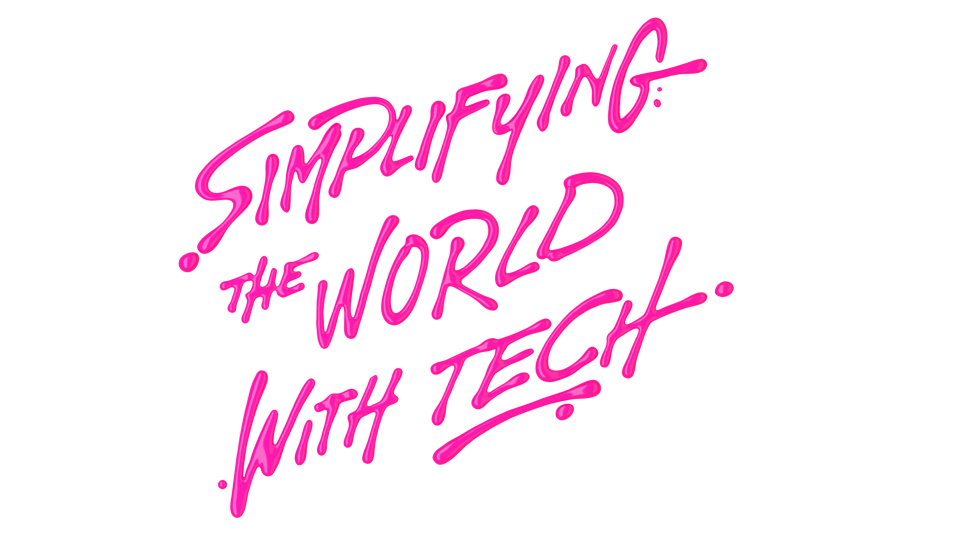 SIMPLIFYING
THE WORLD
WITH TECH